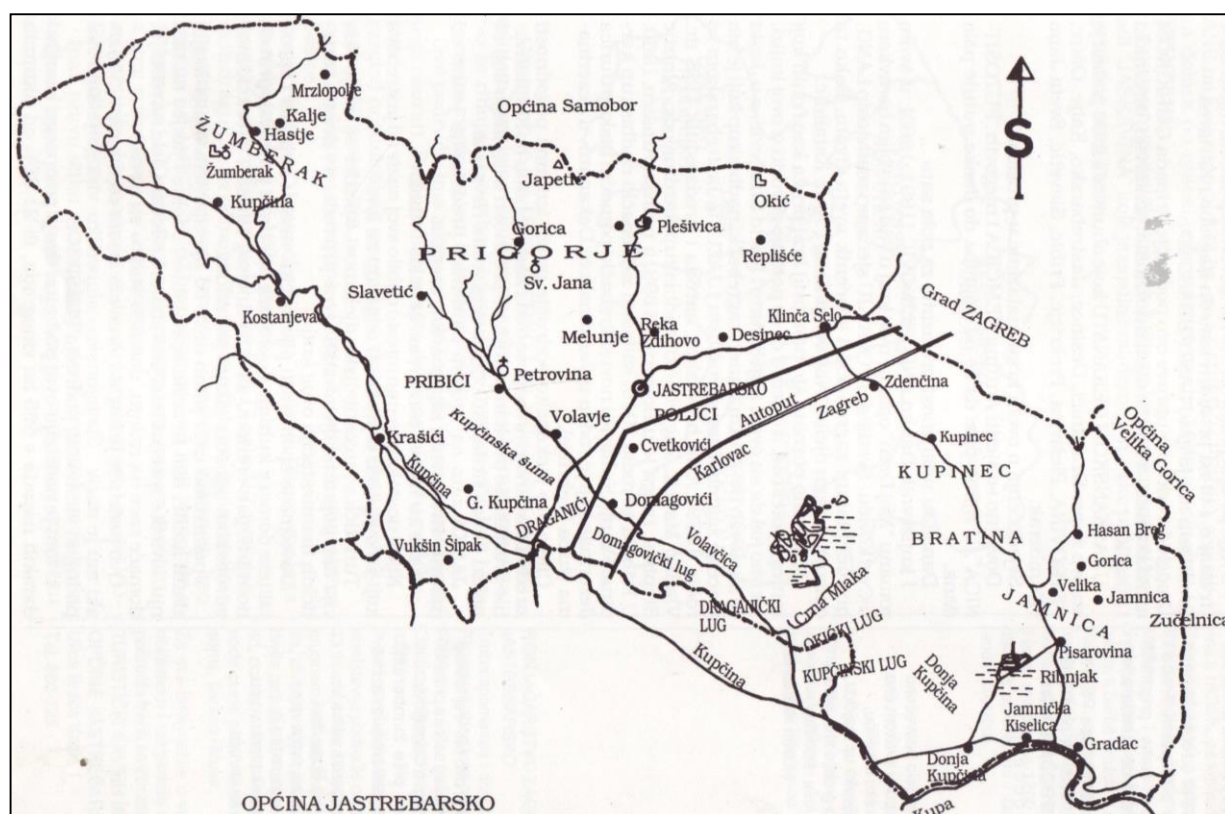 Mrzlopolje
Općina Samobor
Kalje
Hastje
ŽUMBERAK
Žumberak
Japetić
S
Kupčina
Okić
Gorica
Plešivica
PRIGORJE
Replišće
Sv. Jana
Slavetić
Kostanjevac
Klinča Selo
Grad ZAGREB
Melunje
Reka
Zdihovo
Desinec
Petrovina
PRIBIĆI
JASTREBARSKO
Zdenčina
POLJCI
Autoput
Zagreb
Karlovac
Volavje
Općina
Velika Gorica
Krašići
Kupčinska šuma
Cvetkovići
Kupinec
Kupčina
KUPINEC
G. Kupčina
Domagovići
DRAGANIĆI
Volavčica
Hasan Breg
BRATINA
Vukšin Šipak
Domagovički lug
Gorica
Velika
Jamnica
DRAGANIČKI
LUG
Crna Mlaka
JAMNICA
Zučelnica
OKIĆKI LUG
Pisarovina
Kupčina
KUPČINSKI LUG
Donja
Kupčina
Ribnjak
Jamnička
Kiselica
Gradac
Donja
Kupčina
OPĆINA JASTREBARSKO
Kupa